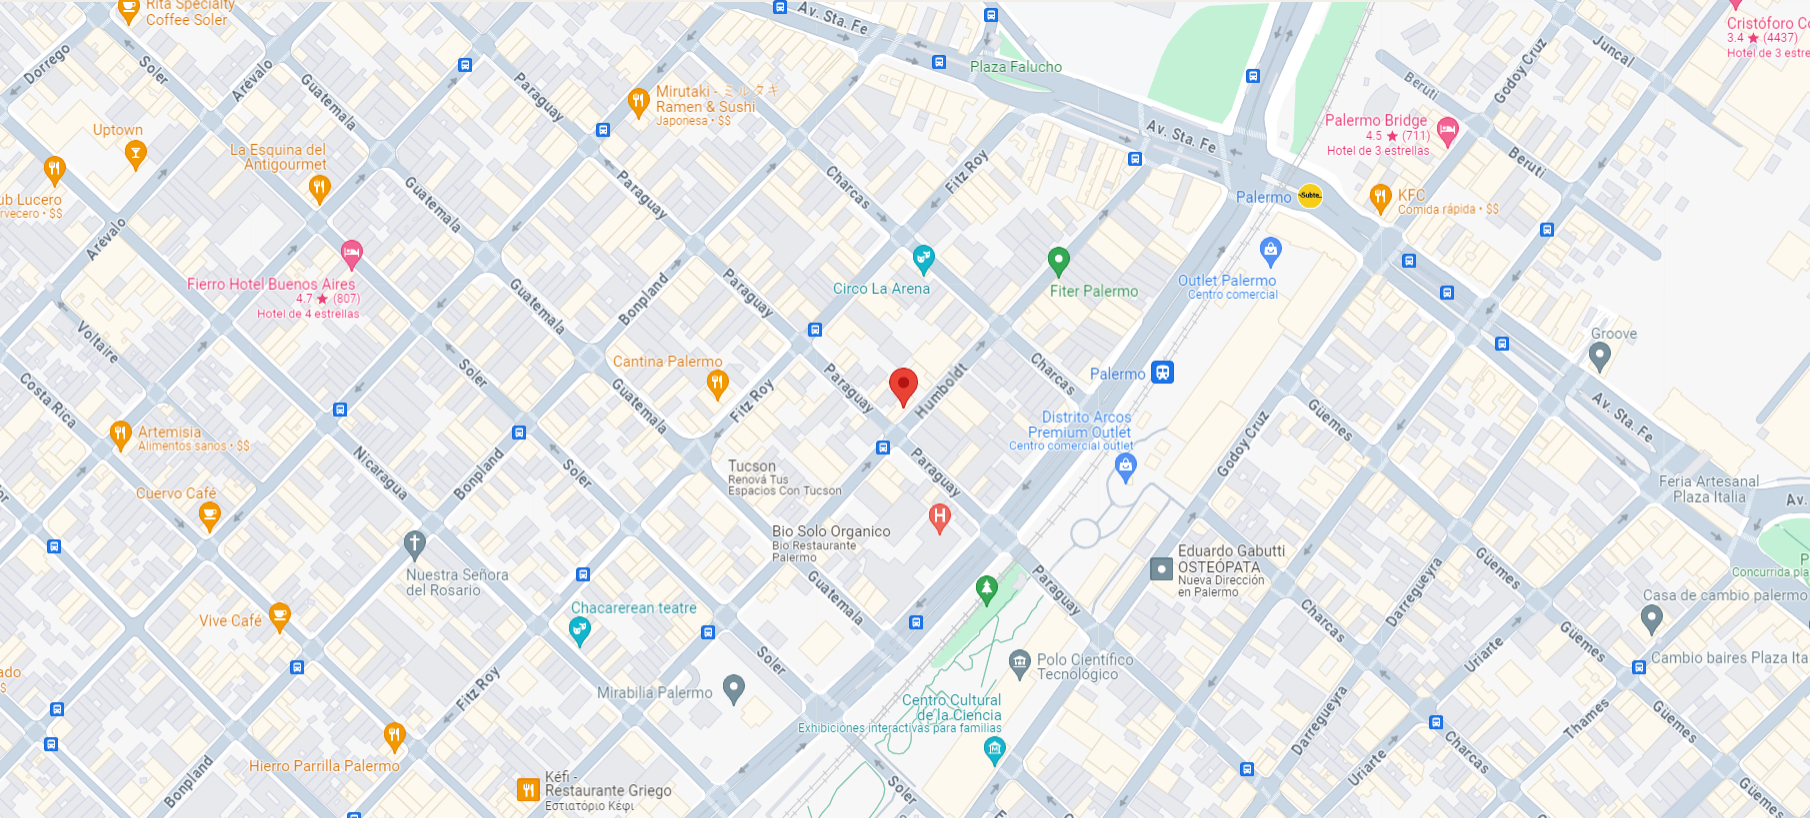 Rita Specialty
Coffee Soler
Av. Sta. Fe
Plaza Falucho
Cristóforo Co
3.4 ★ (4437)
Hotel de 3 estre
Juncal
Godoy Cruz
Beruti
Dorrego
Soler
Arévalo
Guatemala
Paraguay
Mirutaki - ミルタキ
Ramen & Sushi
Japonesa • $$
Av. Sta. Fe
Palermo Bridge
4.5 ★ (711)
Hotel de 3 estrellas
Beruti
Uptown
La Esquina del
Antigourmet
ub Lucero
rvecero • $$
Guatemala
Paraguay
Charcas
Fitz Roy
Palermo
Subte
KFC
Comida rápida • $$
Arévalo
Fierro Hotel Buenos Aires
4.7 ★ (807)
Hotel de 4 estrellas
Guatemala
Bonpland
Paraguay
Circo La Arena
Fiter Palermo
Outlet Palermo
Centro comercial
Voltaire
Costa Rica
Soler
Cantina Palermo
Guatemala
Fitz Roy
Paraguay
Humboldt
Charcas
Palermo
Groove
Distrito Arcos
Premium Outlet
Centro comercial outlet
Godoy Cruz
Güemes
Av. Sta. Fe
Artemisia
Alimentos sanos • $$
Nicaragua
Bonpland
Soler
Tucson
Renová Tus
Espacios Con Tucson
Paraguay
Feria Artesanal
Plaza Italia
Av.
Cuervo Café
Bio Solo Organico
Bio Restaurante
Palermo
Nuestra Señora
del Rosario
Eduardo Gabutti
OSTEÓPATA
Nueva Dirección
en Palermo
Güemes
Darregueyra
P
Concurrida pla
Casa de cambio palermo
Vive Café
Chacarerean teatre
Guatemala
Paraguay
Charcas
Güemes
Uriarte
Cambio baires Plaza Ita
ado
$
Fitz Roy
Soler
Mirabilia Palermo
Polo Científico
Tecnológico
Centro Cultural
de la Ciencia
Exhibiciones interactivas para familias
Darregueyra
Thames
Güemes
Hierro Parrilla Palermo
Bonpland
Kéfi -
Restaurante Griego
Εστιατόριο Κέφι
Soler
Uriarte
Charcas
Güemes